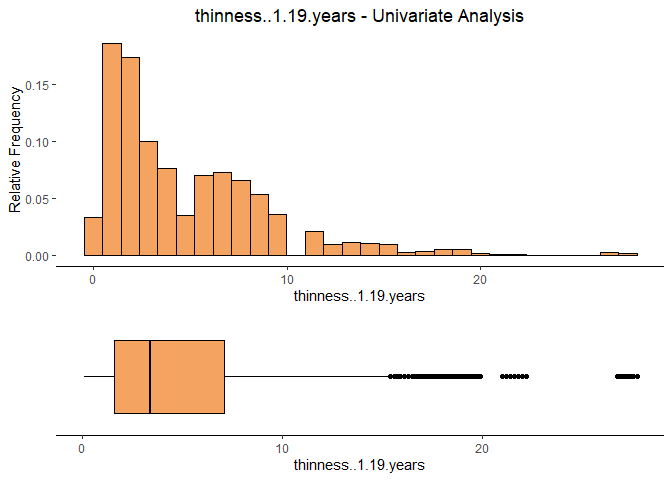 thinness..1.19.years - Univariate Analysis
Relative Frequency
0.15
0.10
0.05
0.00
0 10 20
thinness..1.19.years
0 10 20
thinness..1.19.years